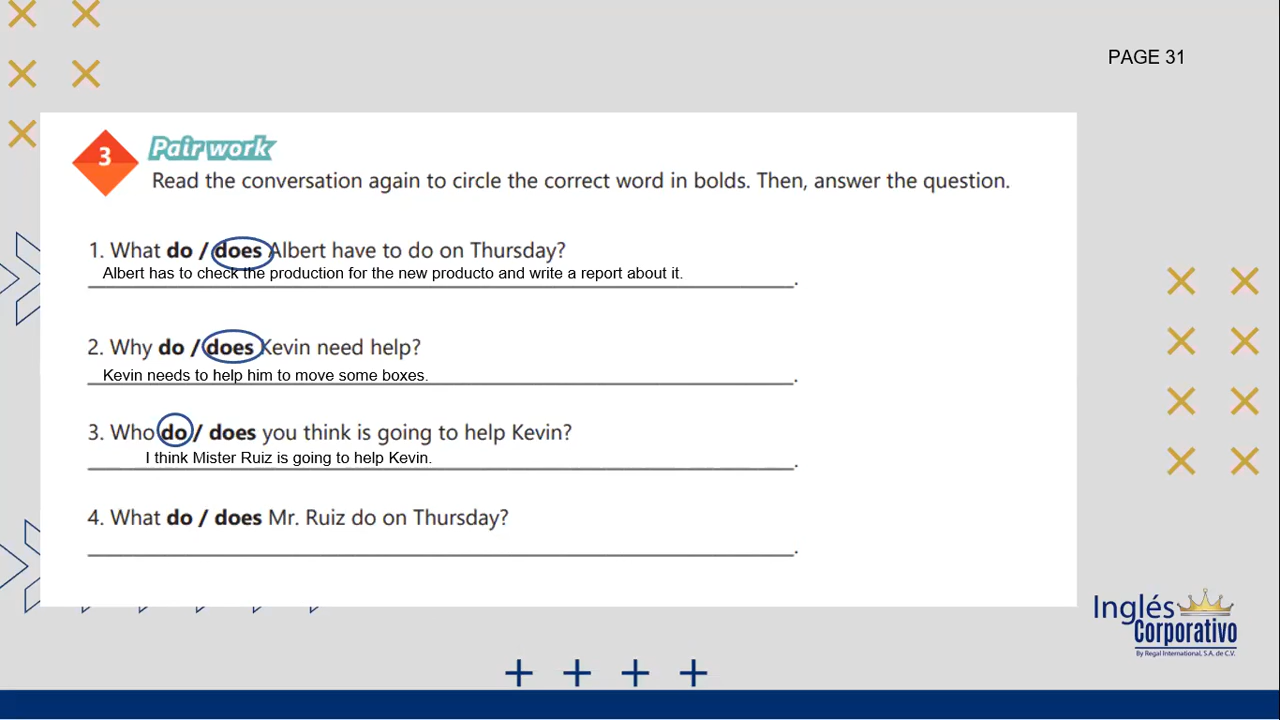 PAGE 31
3
Pair work
Read the conversation again to circle the correct word in bolds. Then, answer the question.
1. What do / does Albert have to do on Thursday?
Albert has to check the production for the new producto and write a report about it.
.
2. Why do / does Kevin need help?
Kevin needs to help him to move some boxes.
.
3. Who do / does you think is going to help Kevin?
I think Mister Ruiz is going to help Kevin.
.
4. What do / does Mr. Ruiz do on Thursday?
.
Inglés
Corporativo
By Regal International, S.A. de C.V.